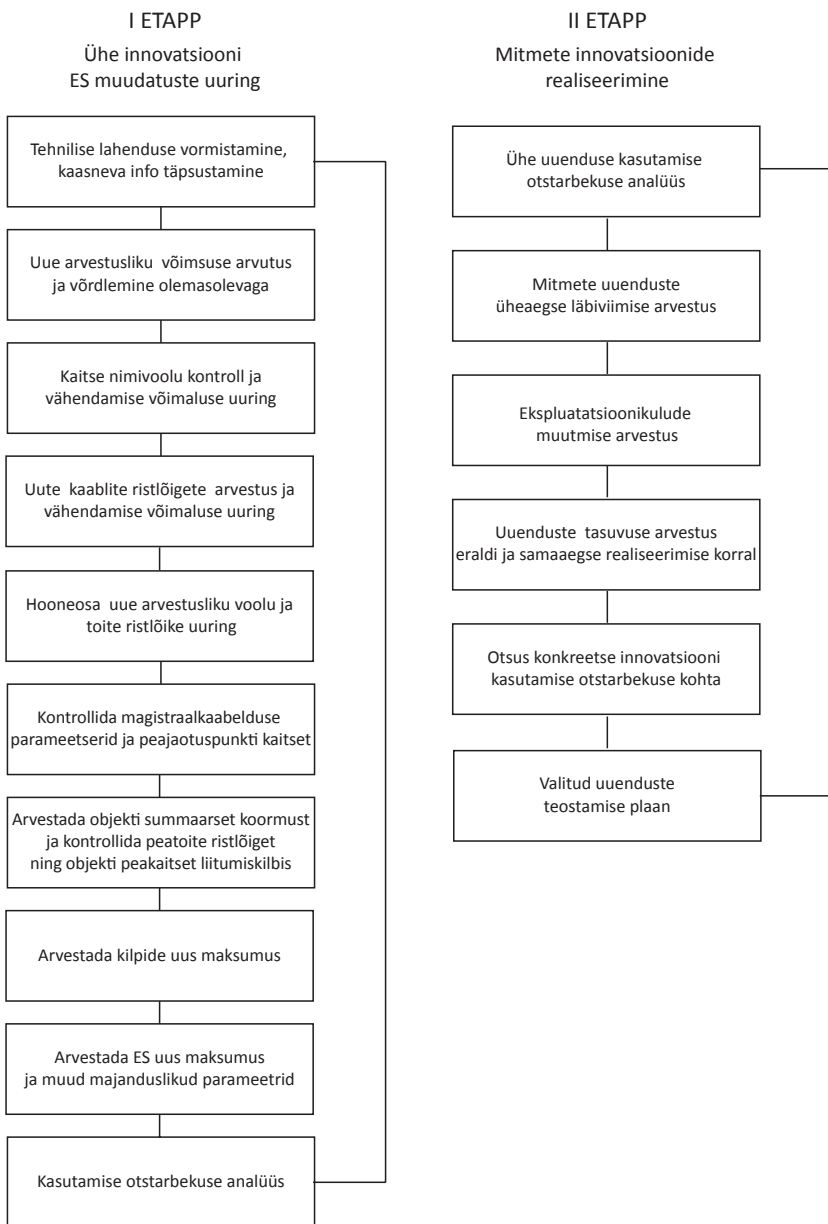 I ETAPP
Ühe innovatsiooni
ES muudatuste uuring
Tehnilise lahenduse vormistamine,
kaasneva info täpsustamine
Uue arvestusliku võimsuse arvutus
ja võrdlemine olemasolevaga
Kaitse nimivoolu kontroll ja
vähendamise võimaluse uuring
Uute kaablite ristlõigete arvestus ja
vähendamise võimaluse uuring
Hooneosa uue arvestusliku voolu ja
toite ristlõike uuring
Kontrollida magistraalkaabelduse
parameetserid ja peajaotuspunkti kaitset
Arvestada objekti summaarset koormust
ja kontrollida peatoite ristlõiget
ning objekti peakaitset liitumiskilbis
Arvestada kilpide uus maksumus
Arvestada ES uus maksumus
ja muud majanduslikud parameetrid
Kasutamise otstarbekuse analüüs
II ETAPP
Mitmete innovatsioonide
realiseerimine
Ühe uuenduse kasutamise
otstarbekuse analüüs
Mitmete uuenduste
üheaegse läbiviimise arvestus
Ekspluatatsioonikulude
muutmise arvestus
Uuenduste tasuvuse arvestus
eraldi ja samaaegse realiseerimise korral
Otsus konkreetse innovatsiooni
kasutamise otstarbekuse kohta
Valitud uuenduste
teostamise plaan